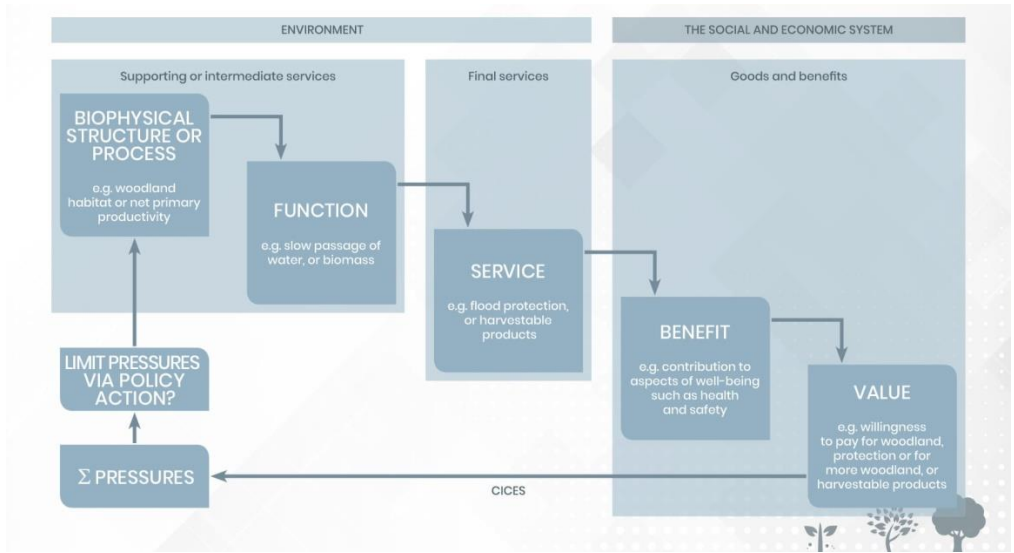 ENVIRONMENT
THE SOCIAL AND ECONOMIC SYSTEM
Supporting or intermediate services
Final services
Goods and benefits
BIOPHYSICAL
STRUCTURE OR
PROCESS
e.g. woodland
habitat or net primary
productivity
FUNCTION
e.g. slow passage of
water, or biomass
SERVICE
e.g. flood protection,
or harvestable
products
BENEFIT
e.g. contribution to
aspects of well-being
such as health
and safety
VALUE
e.g. willingness
to pay for woodland,
protection or for
more woodland, or
harvestable products
LIMIT PRESSURES
VIA POLICY
ACTION?
Σ PRESSURES
CICES